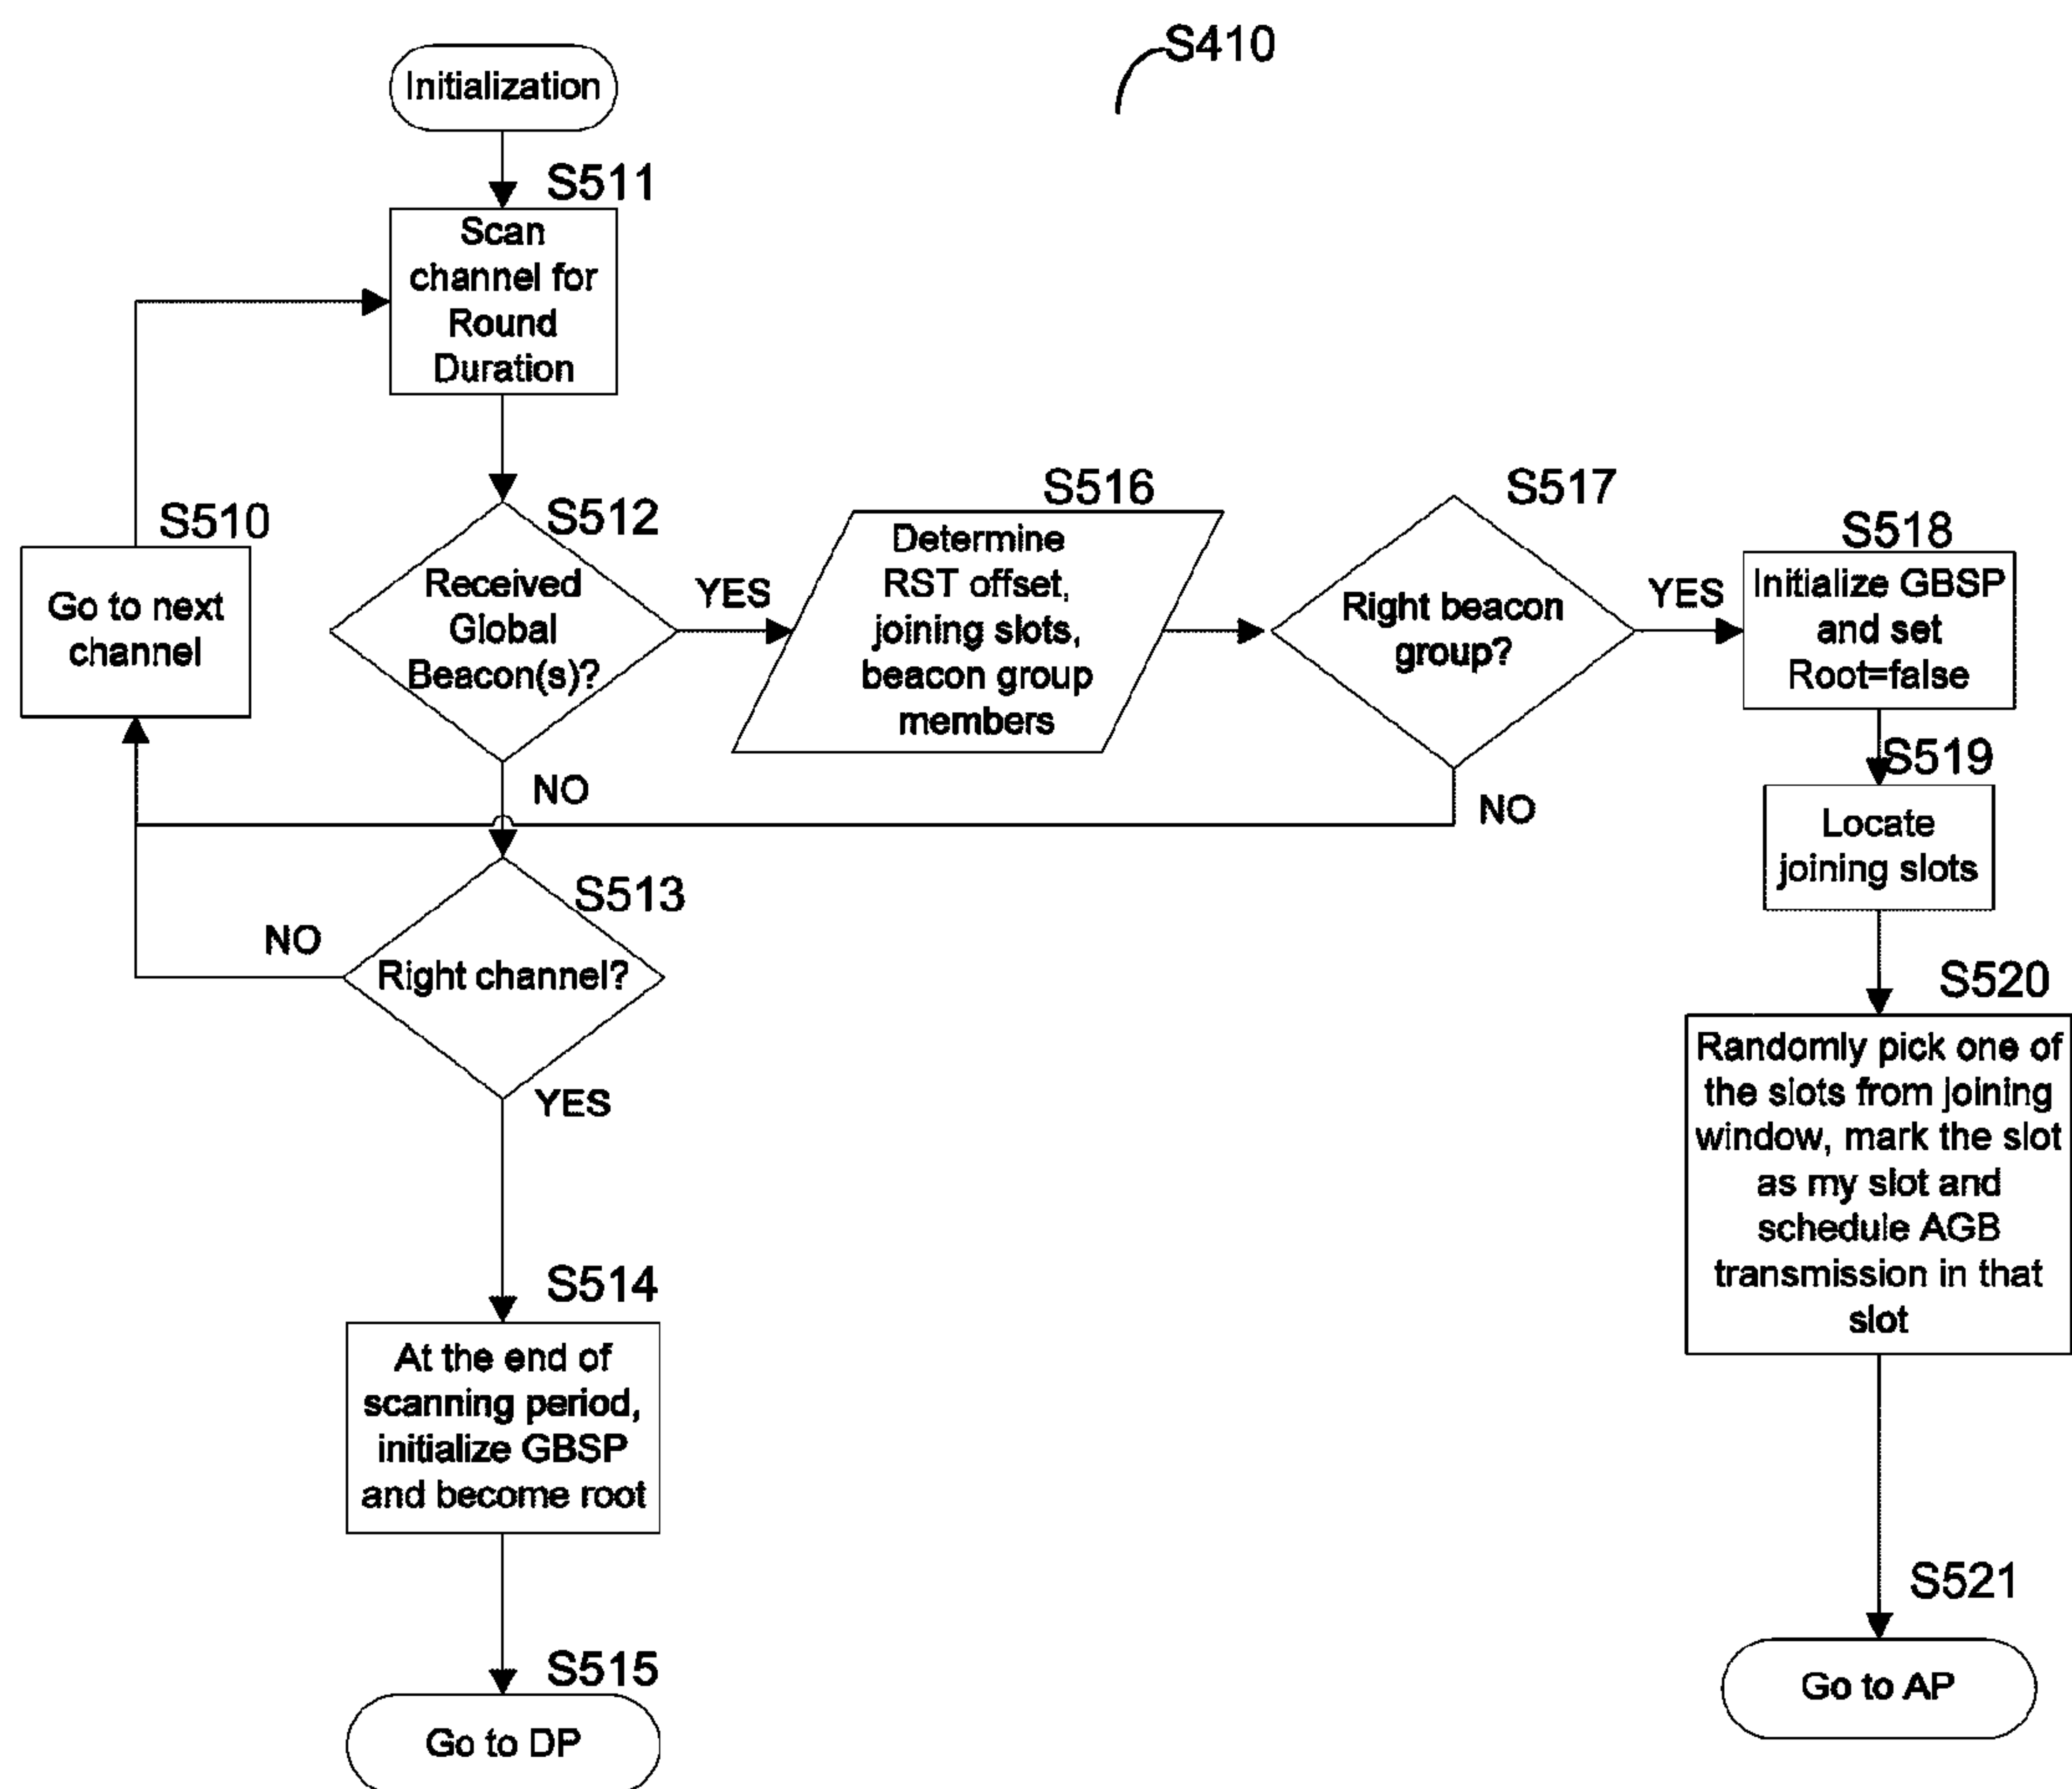 S410
Initialization
S511
Scan
channel for
Round
Duration
S510
Go to next
channel
S512
Received
Global
Beacon(s)?
YES
NO
S516
Determine
RST offset,
joining slots,
beacon group
members
S517
Right beacon
group?
YES
NO
S518
Initialize GBSP
and set
Root=false
S519
Locate
joining slots
S513
Right channel?
NO
YES
S520
Randomly pick one of
the slots from joining
window, mark the slot
as my slot and
schedule AGB
transmission in that
slot
S514
At the end of
scanning period,
initialize GBSP
and become root
S521
Go to AP
S515
Go to DP